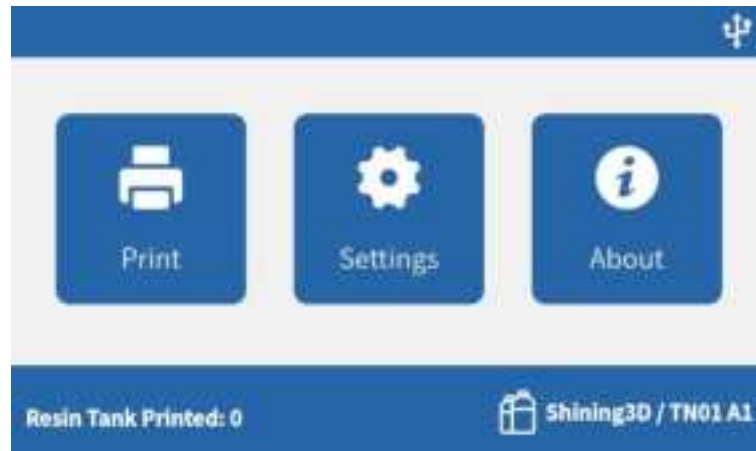 Print Settings About
Resin Tank Printed: 0 Shining3D / TN01 A1